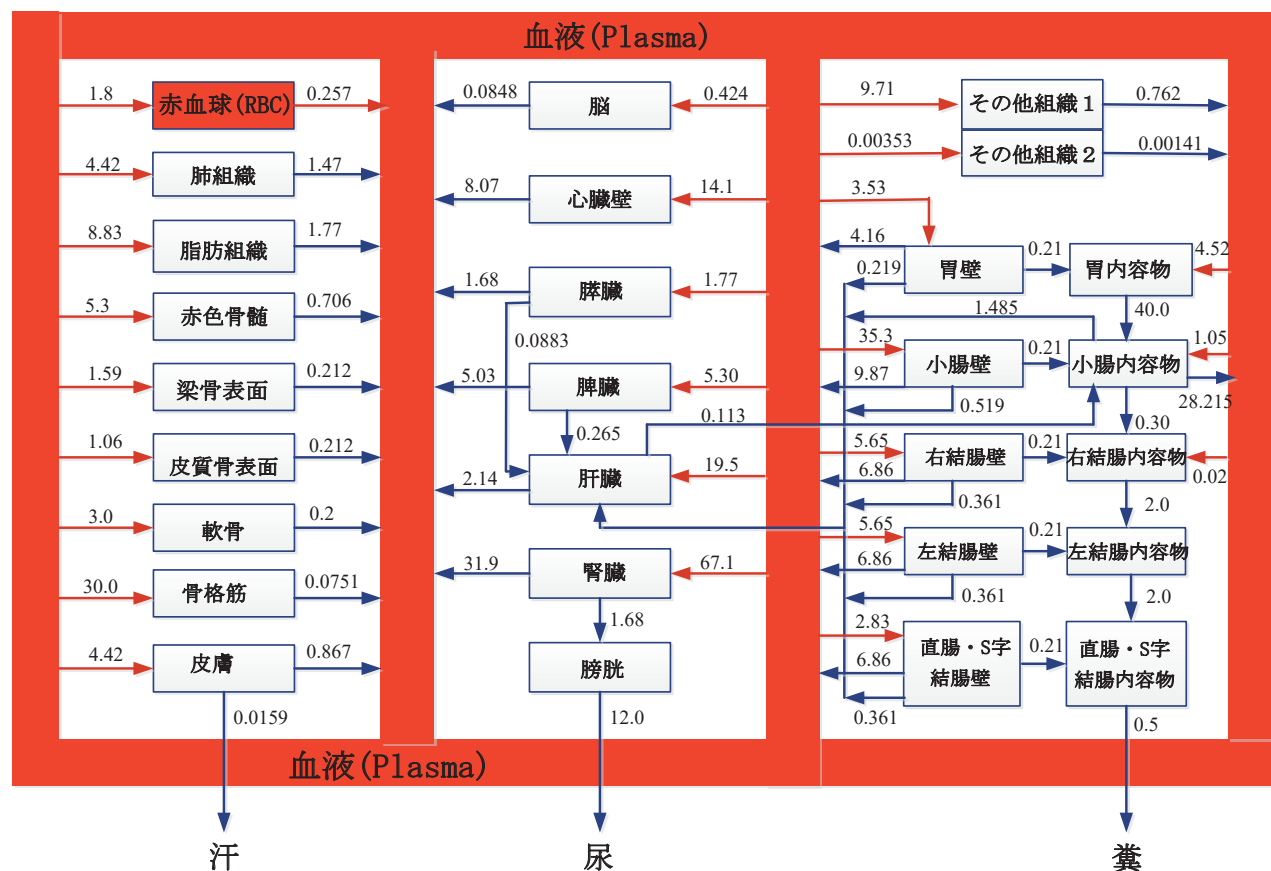 血液(Plasma)
1.8
赤血球(RBC)
0.257
4.42
肺組織
1.47
8.83
脂肪組織
1.77
5.3
赤色骨髄
0.706
1.59
梁骨表面
0.212
1.06
皮質骨表面
0.212
3.0
軟骨
0.2
30.0
骨格筋
0.0751
4.42
皮膚
0.867
0.0159
0.0848
脳
0.424
8.07
心臓壁
14.1
1.68
膵臓
1.77
0.0883
5.03
脾臓
5.30
0.265
0.113
2.14
肝臓
19.5
31.9
腎臓
67.1
1.68
膀胱
12.0
9.71
その他組織1
0.762
0.00353
その他組織2
0.00141
3.53
4.16
胃壁
0.21
胃内容物
4.52
0.219
40.0
1.485
35.3
小腸壁
0.21
小腸内容物
1.05
9.87
28.215
0.519
0.30
5.65
右結腸壁
0.21
右結腸内容物
6.86
0.02
0.361
2.0
5.65
左結腸壁
0.21
左結腸内容物
6.86
0.361
2.0
2.83
直腸・S字
結腸壁
0.21
直腸・S字
結腸内容物
6.86
0.361
0.5
血液(Plasma)
汗
尿
糞